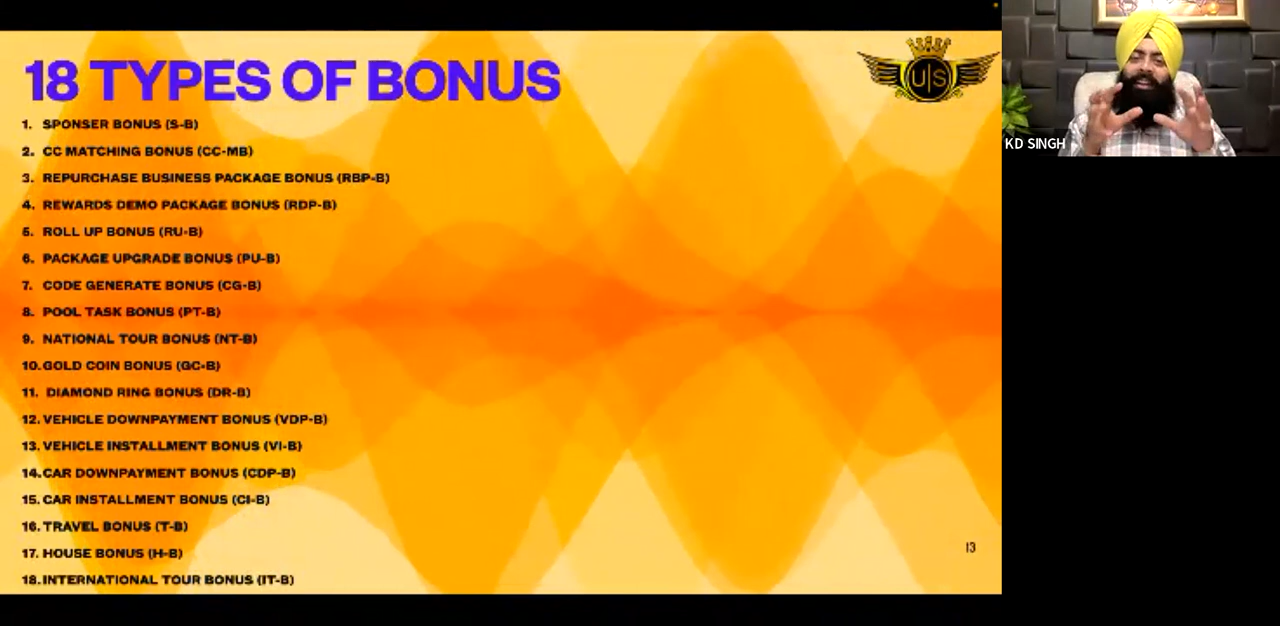 18 TYPES OF BONUS
U|S
1. SPONSER BONUS (S-B)
2. CC MATCHING BONUS (CC-MB)
3. REPURCHASE BUSINESS PACKAGE BONUS (RBP-B)
4. REWARDS DEMO PACKAGE BONUS (RDP-B)
5. ROLL UP BONUS (RU-B)
6. PACKAGE UPGRADE BONUS (PU-B)
7. CODE GENERATE BONUS (CG-B)
8. POOL TASK BONUS (PT-B)
9. NATIONAL TOUR BONUS (NT-B)
10. GOLD COIN BONUS (GC-B)
11. DIAMOND RING BONUS (DR-B)
12. VEHICLE DOWNPAYMENT BONUS (VDP-B)
13. VEHICLE INSTALLMENT BONUS (VI-B)
14. CAR DOWNPAYMENT BONUS (CDP-B)
15. CAR INSTALLMENT BONUS (CI-B)
16. TRAVEL BONUS (T-B)
17. HOUSE BONUS (H-B)
18. INTERNATIONAL TOUR BONUS (IT-B)
13
KD SINGH